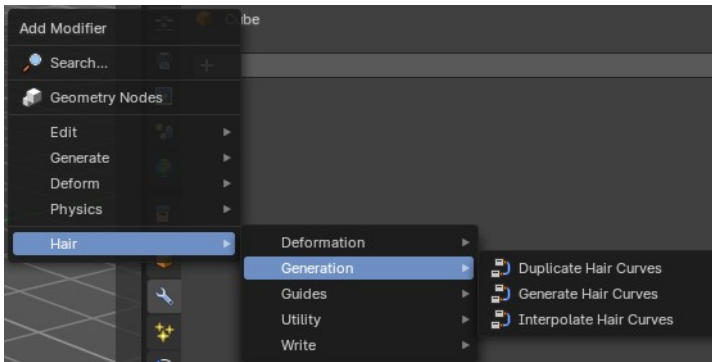 Add Modifier
Cube
Search...
Geometry Nodes
Edit
Generate
Deform
Physics
Hair
Deformation
Generation
Guides
Utility
Write
Duplicate Hair Curves
Generate Hair Curves
Interpolate Hair Curves